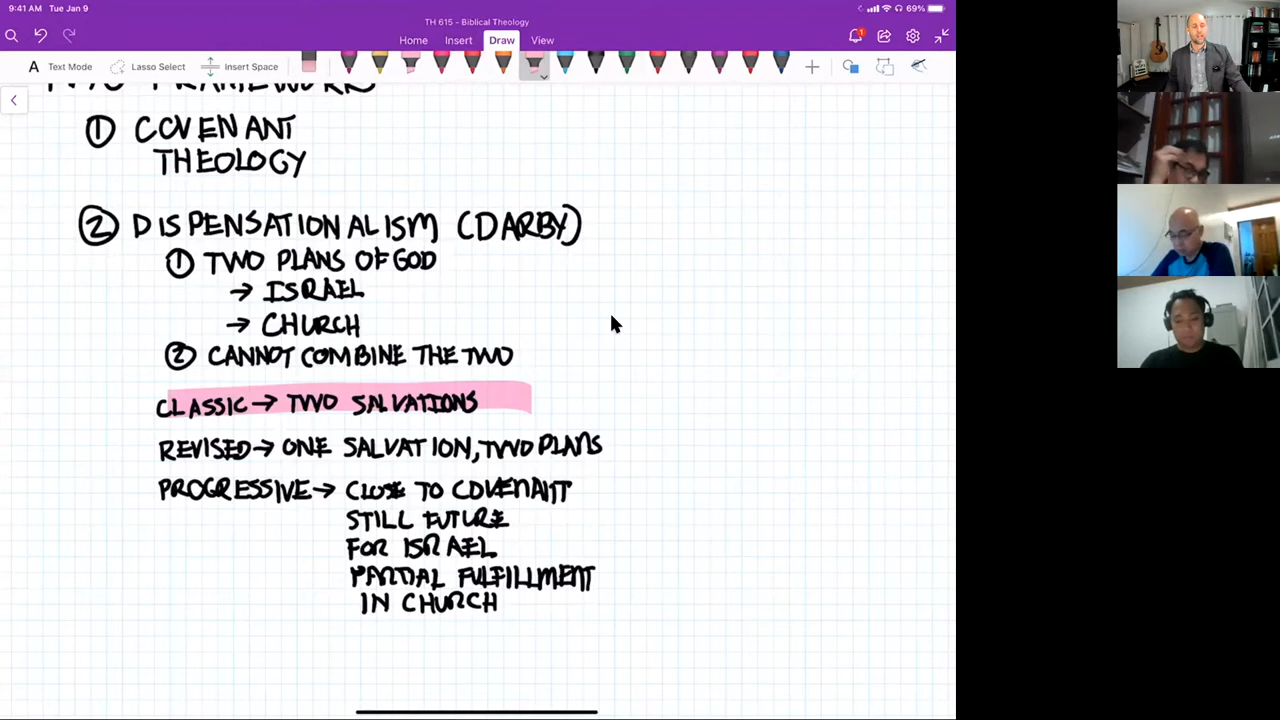 9:41 AM Tue Jan 9
69%
TH 615 - Biblical Theology
Home Insert Draw View
1
A Text Mode Lasso Select Insert Space
TWO FRAMEWORKS
① COVENANT
THEOLOGY
② DISPENSATIONALISM (DARBY)
① TWO PLANS OF GOD
→ ISRAEL
→ CHURCH
② CANNOT COMBINE THE TWO
CLASSIC → TWO SALVATIONS
REVISED → ONE SALVATION, TWO PLANS
PROGRESSIVE → CLOSE TO COVENANT
STILL FUTURE
FOR ISRAEL
PARTIAL FULFILLMENT
IN CHURCH